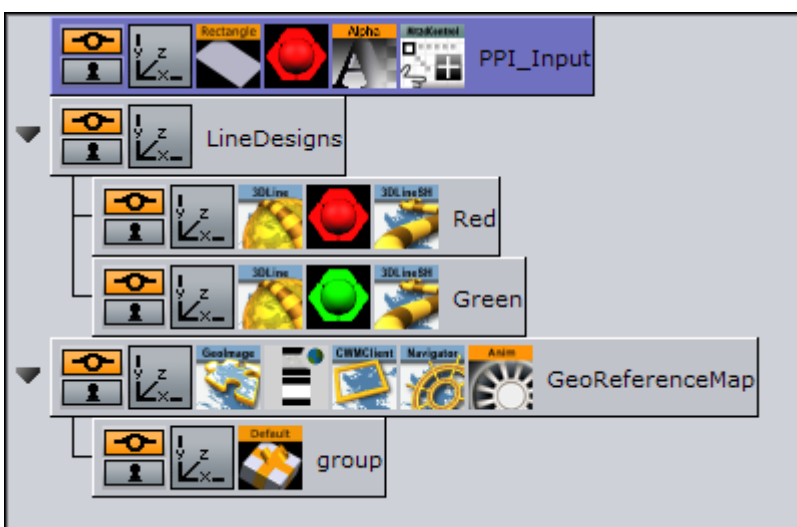 Rectangle Alpha PPI_Input
y z x
LineDesigns
y z x
3DLine 3DLineSH Red
y z x
3DLine 3DLineSH Green
y z x
GeoImage CWMClient Navigator Anim GeoReferenceMap
y z x
Default group
y z x